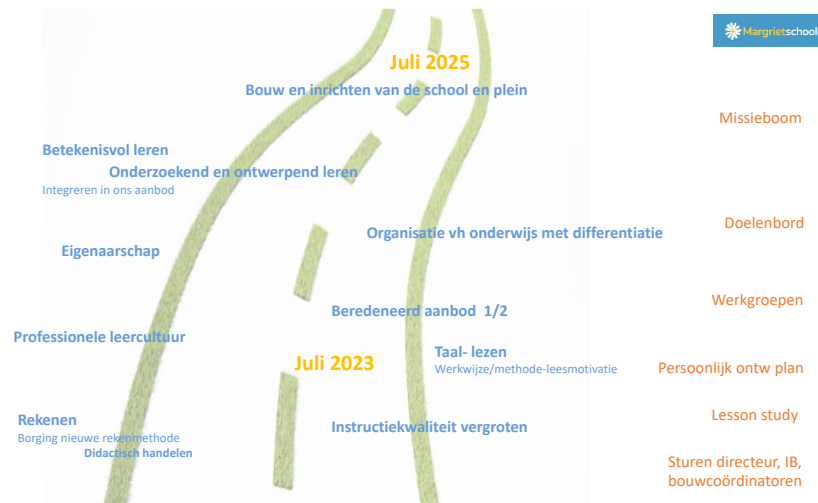 Margrietschool
Juli 2025
Bouw en inrichten van de school en plein
Missieboom
Betekenisvol leren
Onderzoekend en ontwerpend leren
Integreren in ons aanbod
Doelenbord
Organisatie vh onderwijs met differentiatie
Eigenaarschap
Werkgroepen
Beredeneerd aanbod 1/2
Professionele leercultuur
Taal- lezen
Juli 2023
Werkwijze/methode-leesmotivatie
Persoonlijk ontw plan
Lesson study
Rekenen
Instructiekwaliteit vergroten
Borging nieuwe rekenmethode
Didactisch handelen
Sturen directeur, IB,
bouwcoördinatoren